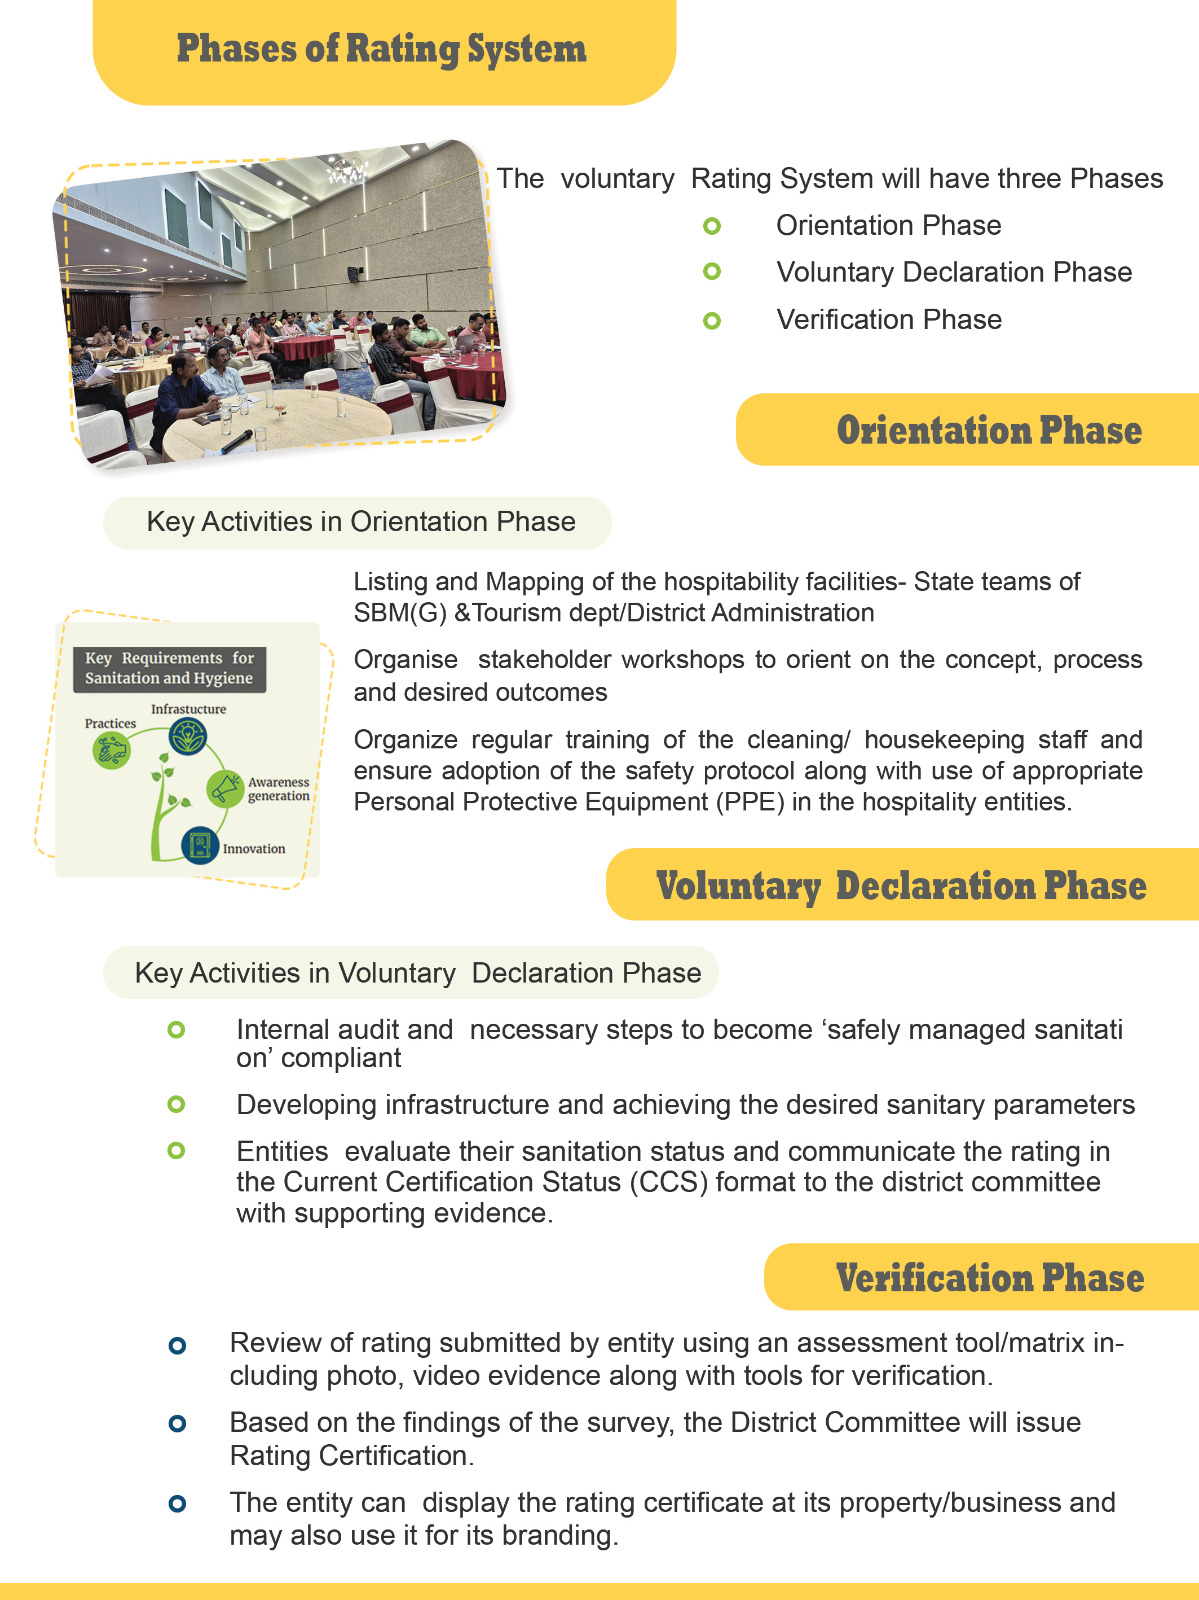 Phases of Rating System
The voluntary Rating System will have three Phases
Orientation Phase
Voluntary Declaration Phase
Verification Phase
Orientation Phase
Key Activities in Orientation Phase
Listing and Mapping of the hospitability facilities- State teams of
SBM(G) &Tourism dept/District Administration
Organise stakeholder workshops to orient on the concept, process
and desired outcomes
Organize regular training of the cleaning/ housekeeping staff and
ensure adoption of the safety protocol along with use of appropriate
Personal Protective Equipment (PPE) in the hospitality entities.
Key Requirements for
Sanitation and Hygiene
Infrastucture
Practices
Awareness
generation
Innovation
Voluntary Declaration Phase
Key Activities in Voluntary Declaration Phase
Internal audit and necessary steps to become ‘safely managed sanitati
on’ compliant
Developing infrastructure and achieving the desired sanitary parameters
Entities evaluate their sanitation status and communicate the rating in
the Current Certification Status (CCS) format to the district committee
with supporting evidence.
Verification Phase
Review of rating submitted by entity using an assessment tool/matrix in-
cluding photo, video evidence along with tools for verification.
Based on the findings of the survey, the District Committee will issue
Rating Certification.
The entity can display the rating certificate at its property/business and
may also use it for its branding.